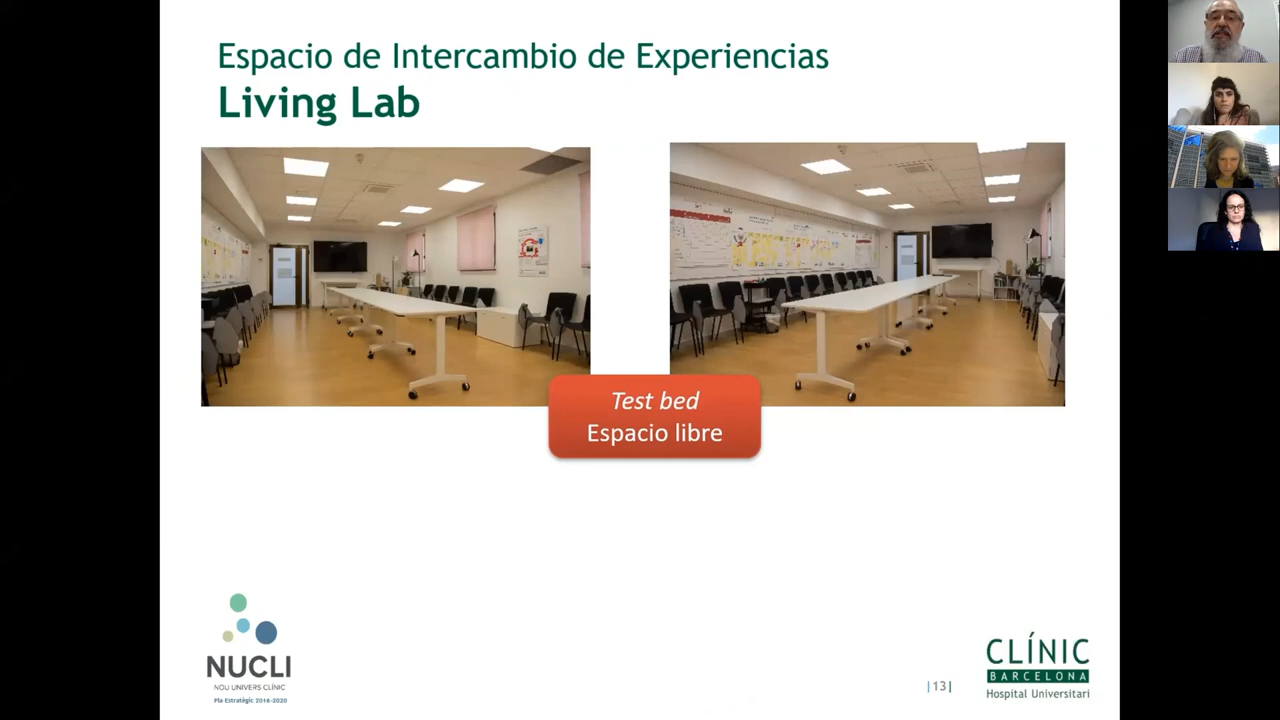 Espacio de Intercambio de Experiencias
Living Lab
Test bed
Espacio libre
NUCLI
NOU UNIVERS CLÍNIC
Pla Estratègic 2016-2020
|13|
CLÍNIC
BARCELONA
Hospital Universitari